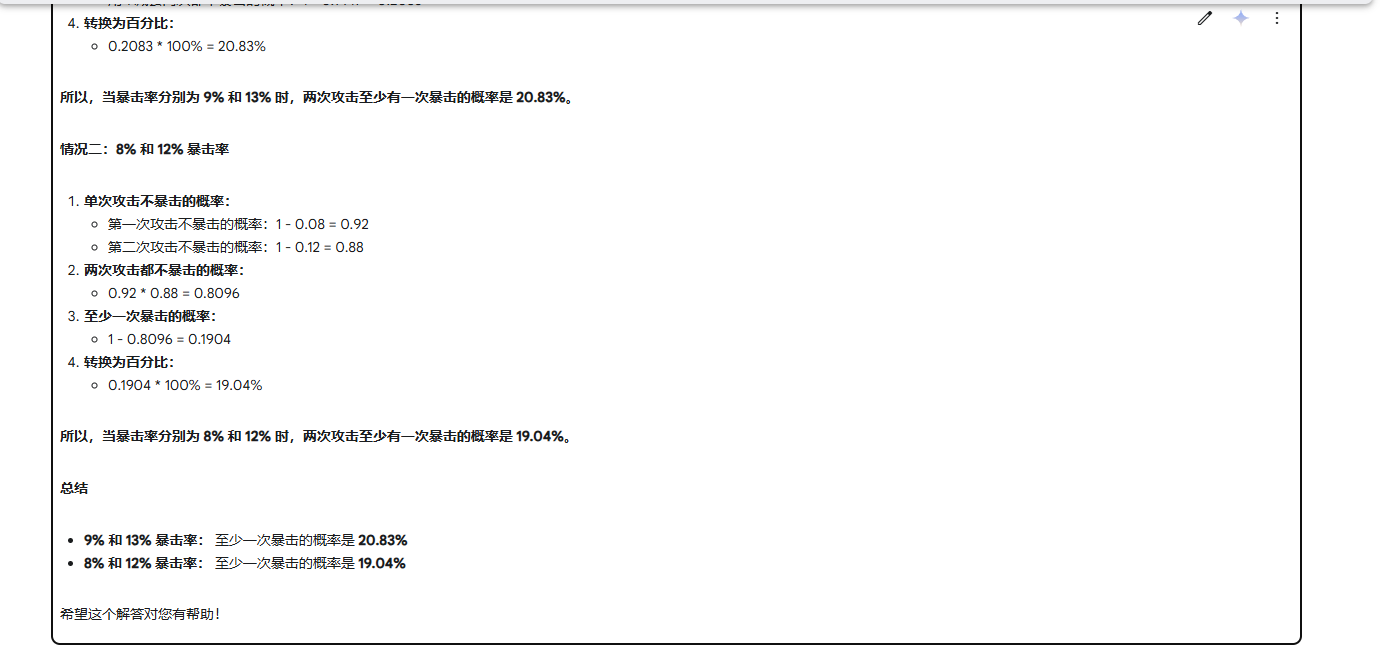 4. 转换为百分比：
0.2083 * 100% = 20.83%
所以，当暴击率分别为 9% 和 13% 时，两次攻击至少有一次暴击的概率是 20.83%。
情况二：8% 和 12% 暴击率
1. 单次攻击不暴击的概率：
第一次攻击不暴击的概率：1 - 0.08 = 0.92
第二次攻击不暴击的概率：1 - 0.12 = 0.88
2. 两次攻击都不暴击的概率：
0.92 * 0.88 = 0.8096
3. 至少一次暴击的概率：
1 - 0.8096 = 0.1904
4. 转换为百分比：
0.1904 * 100% = 19.04%
所以，当暴击率分别为 8% 和 12% 时，两次攻击至少有一次暴击的概率是 19.04%。
总结
9% 和 13% 暴击率： 至少一次暴击的概率是 20.83%
8% 和 12% 暴击率： 至少一次暴击的概率是 19.04%
希望这个解答对您有帮助！